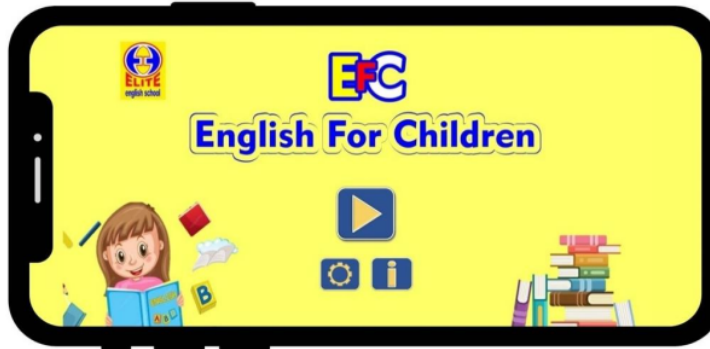 ELITE
english school
EFC
English For Children
B